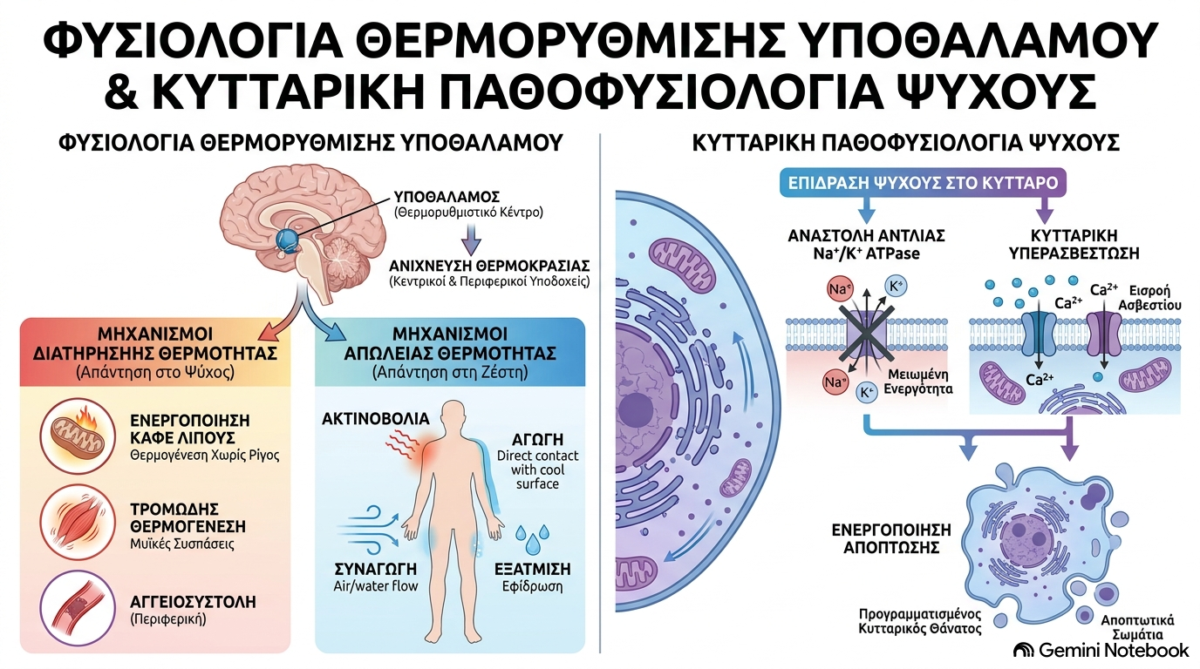 ΦΥΣΙΟΛΟΓΙΑ ΘΕΡΜΟΡΥΘΜΙΣΗΣ ΥΠΟΘΑΛΑΜΟΥ
& ΚΥΤΤΑΡΙΚΗ ΠΑΘΟΦΥΣΙΟΛΟΓΙΑ ΨΥΧΟΥΣ
ΦΥΣΙΟΛΟΓΙΑ ΘΕΡΜΟΡΥΘΜΙΣΗΣ ΥΠΟΘΑΛΑΜΟΥ
ΥΠΟΘΑΛΑΜΟΣ
(Θερμορυθμιστικό Κέντρο)
ΑΝΙΧΝΕΥΣΗ ΘΕΡΜΟΚΡΑΣΙΑΣ
(Κεντρικοί & Περιφερικοί Υποδοχείς)
ΜΗΧΑΝΙΣΜΟΙ
ΔΙΑΤΗΡΗΣΗΗΣ ΘΕΡΜΟΤΗΤΑΣ
(Απάντηση στο Ψύχος)
ΕΝΕΡΓΟΠΟΙΗΣΗ
ΚΑΦΕ ΛΙΠΟΥΣ
Θερμογένεση Χωρίς Ρίγος
ΤΡΟΜΩΔΗΣ
ΘΕΡΜΟΓΕΝΕΣΗ
Μυϊκές Συσπάσεις
ΑΓΓΕΙΟΣΥΣΤΟΛΗ
(Περιφερική)
ΜΗΧΑΝΙΣΜΟΙ
ΑΠΩΛΕΙΑΣ ΘΕΡΜΟΤΗΤΑΣ
(Απάντηση στη Ζέστη)
ΑΚΤΙΝΟΒΟΛΙΑ
ΑΓΩΓΗ
Direct contact
with cool
surface
ΣΥΝΑΓΩΓΗ
Air/water flow
ΕΞΑΤΜΙΣΗ
Εφίδρωση
ΚΥΤΤΑΡΙΚΗ ΠΑΘΟΦΥΣΙΟΛΟΓΙΑ ΨΥΧΟΥΣ
ΕΠΙΔΡΑΣΗ ΨΥΧΟΥΣ ΣΤΟ ΚΥΤΤΑΡΟ
ΑΝΑΣΤΟΛΗ ΑΝΤΛΙΑΣ
Na⁺/K⁺ ATPase
Na⁺
K⁺
Na⁺
K⁺
Μειωμένη
Ενεργότητα
ΚΥΤΤΑΡΙΚΗ
ΥΠΕΡΑΣΒΕΣΤΩΣΗ
Ca²⁺
Ca²⁺
Εισροή
Ασβεστίου
Ca²⁺
ΕΝΕΡΓΟΠΟΙΗΣΗ
ΑΠΟΠΤΩΣΗΣ
Προγραμματισμένος
Κυτταρικός Θάνατος
Αποπτωτικά
Σωμάτια
Gemini Notebook